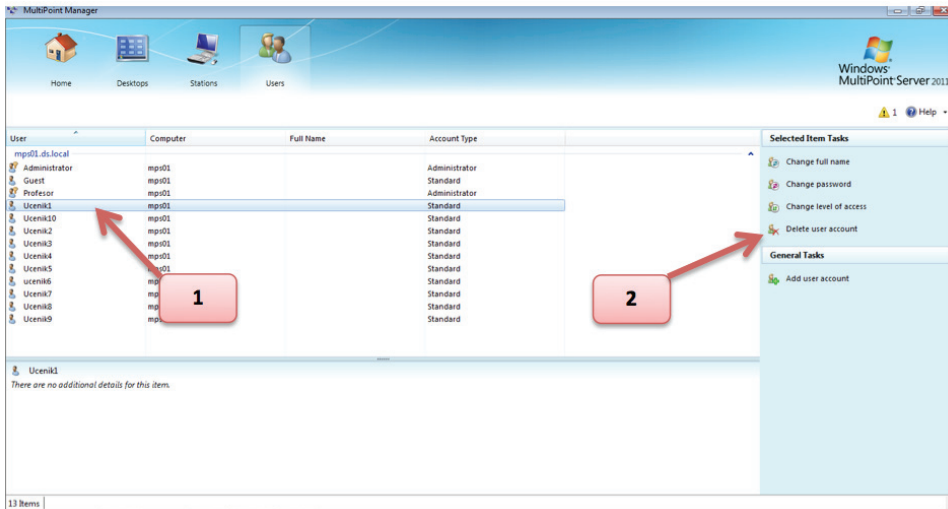 MultiPoint Manager
Home Desktops Stations Users
Windows
MultiPoint Server 2011
1 Help
User Computer Full Name Account Type
mps01.ds.local
Administrator mps01 Administrator
Guest mps01 Standard
Profesor mps01 Administrator
Ucenik1 mps01 Standard
Ucenik10 mps01 Standard
Ucenik2 mps01 Standard
Ucenik3 mps01 Standard
Ucenik4 mps01 Standard
Ucenik5 mps01 Standard
ucenik6 Standard
Ucenik7 Standard
Ucenik8 Standard
Ucenik9 Standard
1
2
Selected Item Tasks
Change full name
Change password
Change level of access
Delete user account
General Tasks
Add user account
Ucenik1
There are no additional details for this item.
13 Items